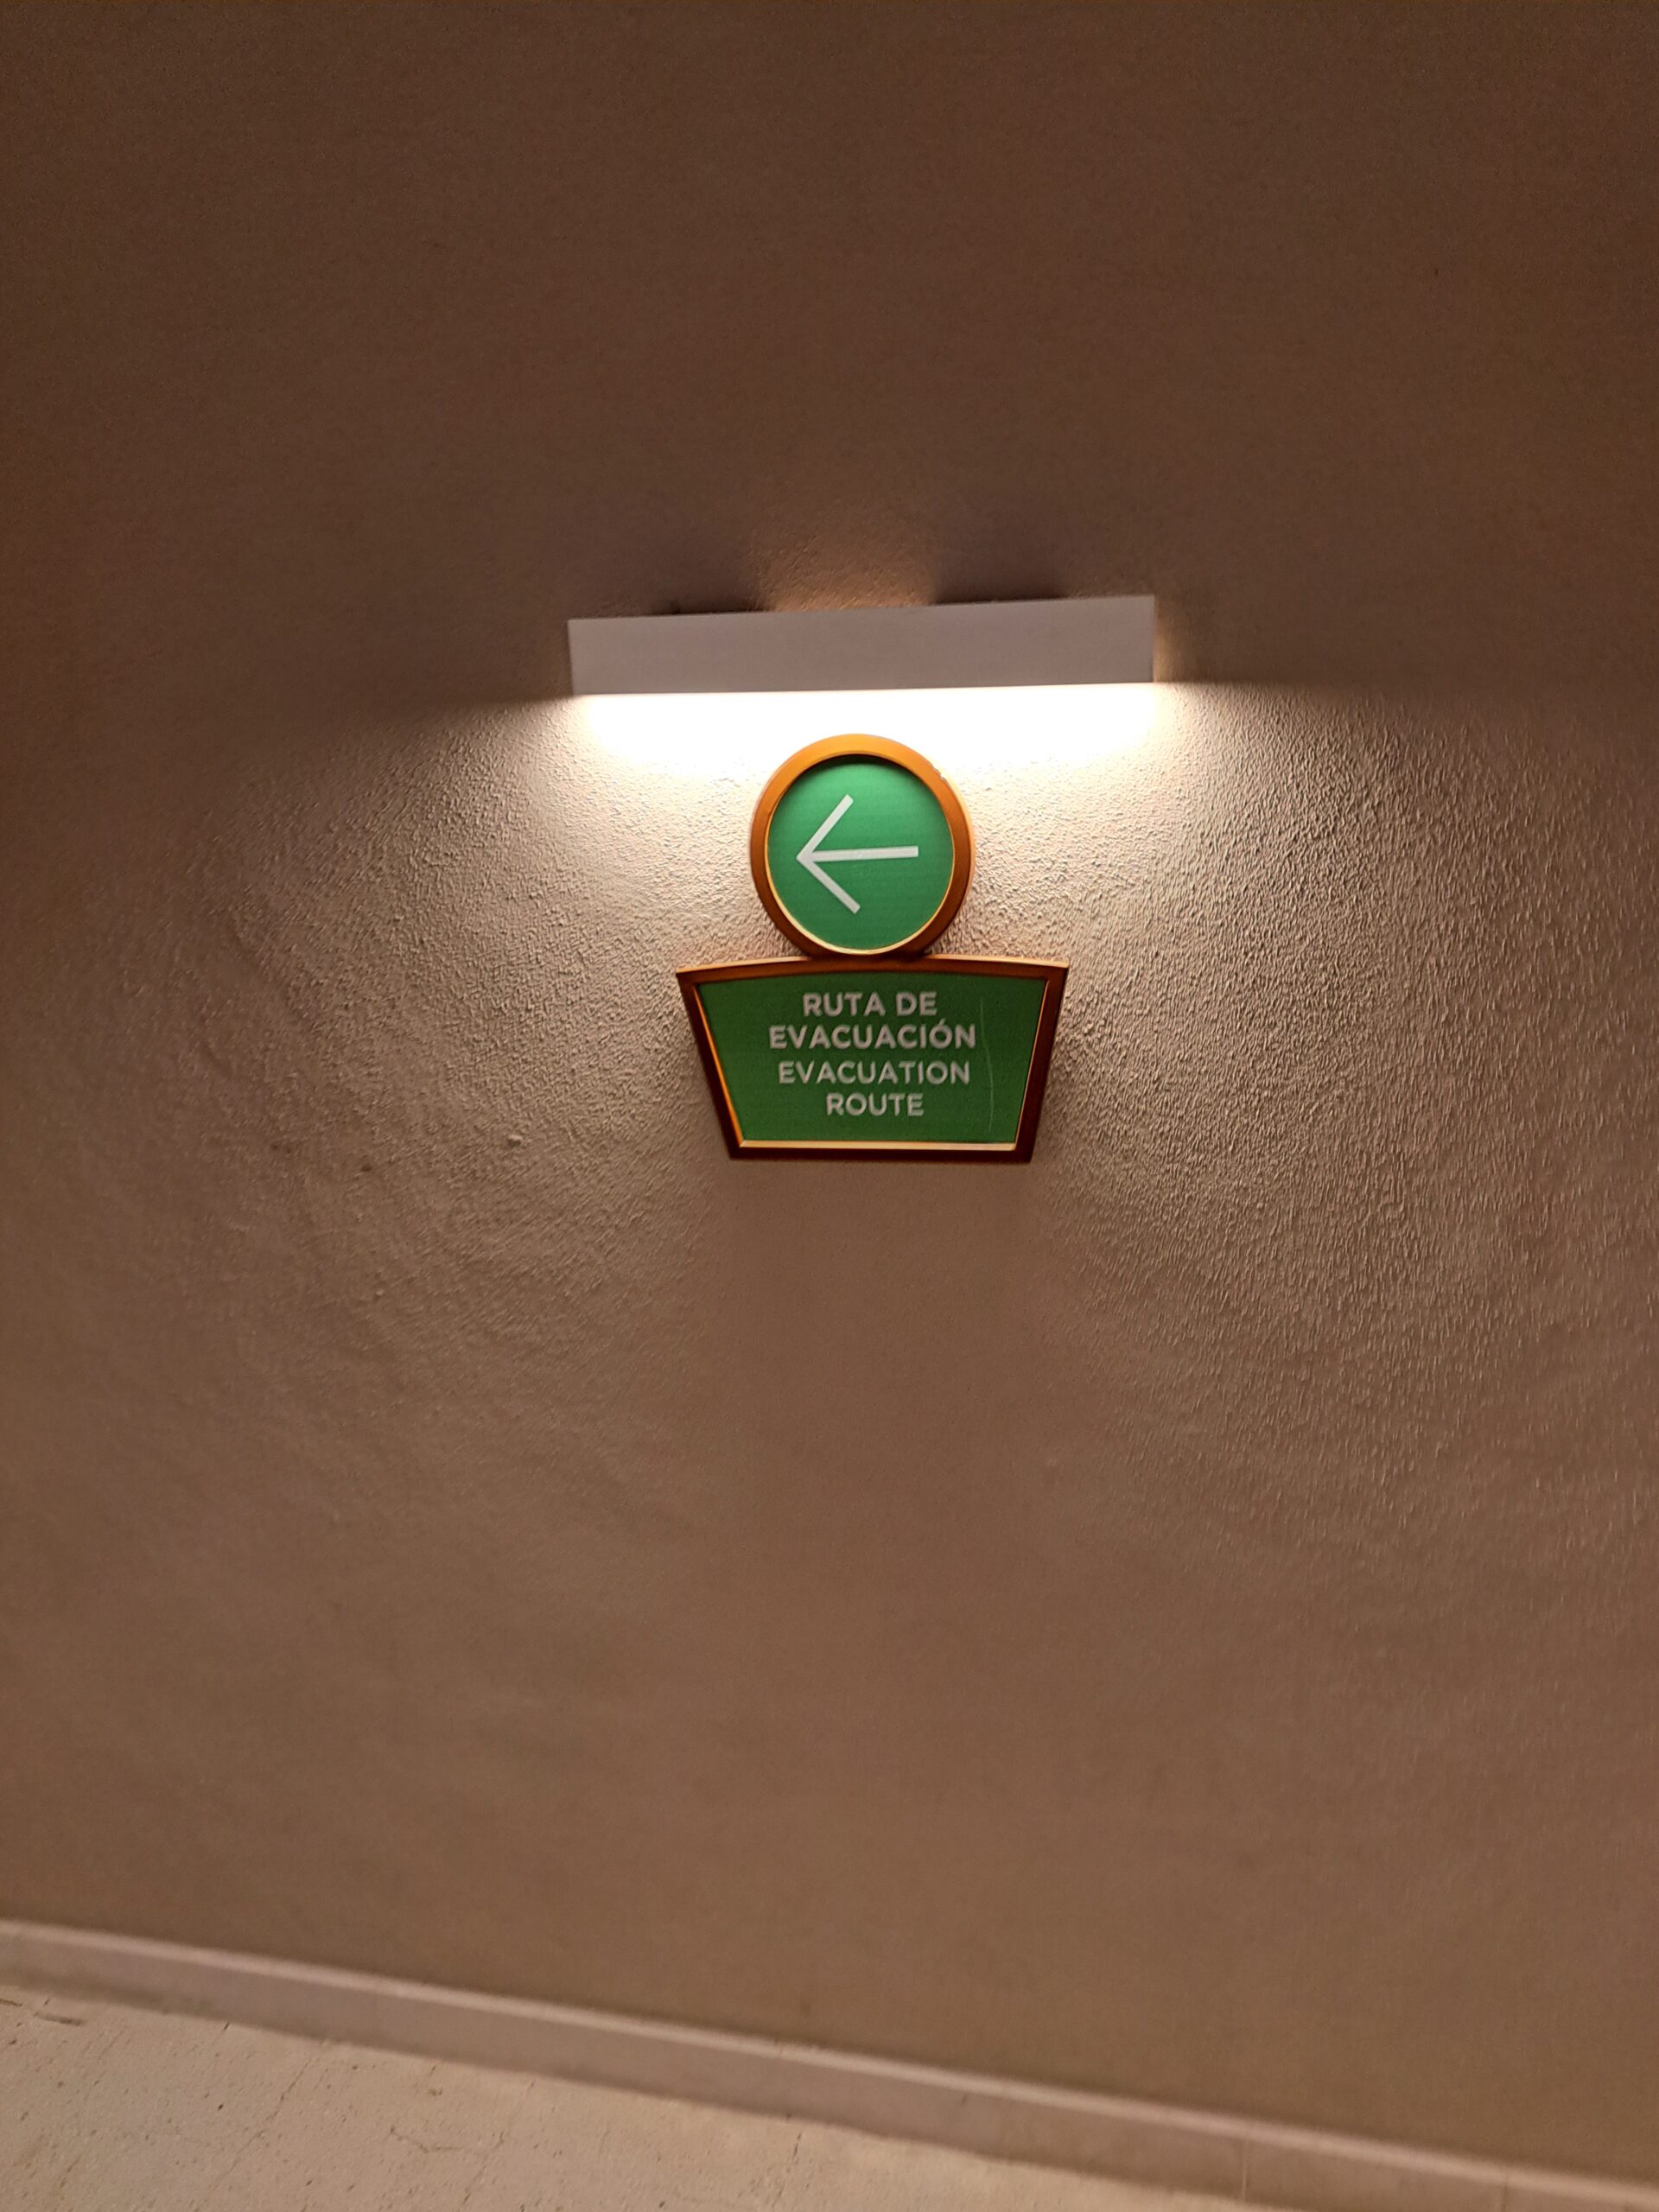 RUTA DE
EVACUACIÓN
EVACUATION
ROUTE